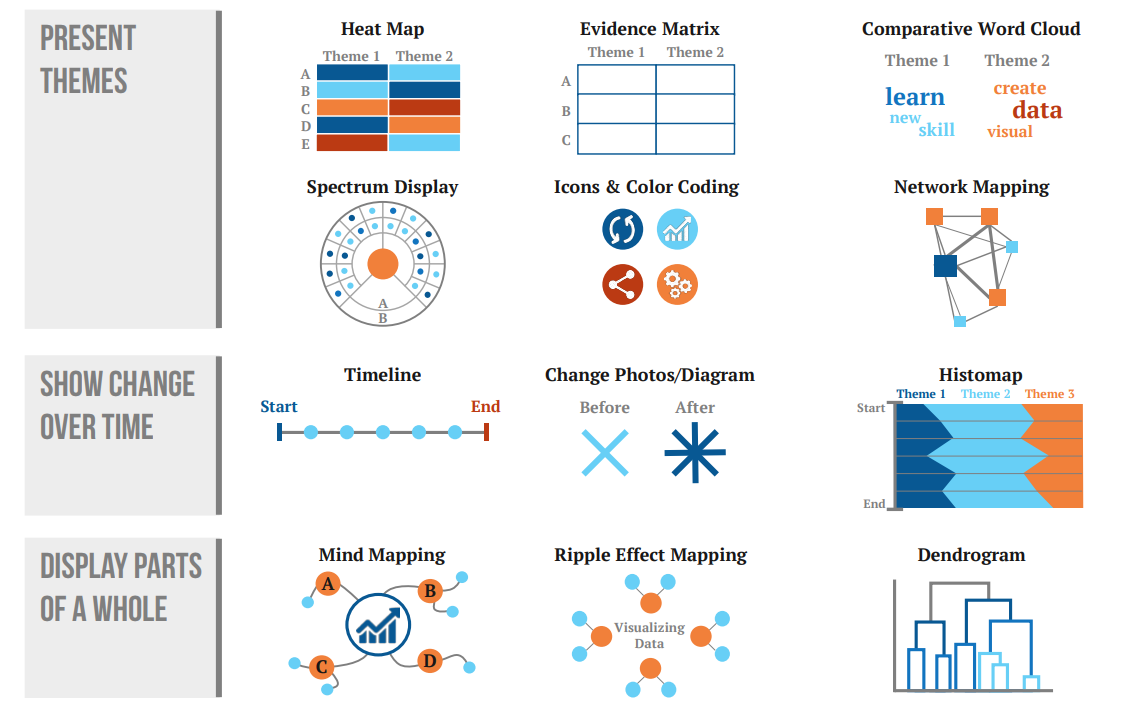 PRESENT
THEMES
Heat Map
Theme 1 Theme 2
A
B
C
D
E
Evidence Matrix
Theme 1 Theme 2
A
B
C
Comparative Word Cloud
Theme 1 Theme 2
learn
new
skill
create
data
visual
Spectrum Display
A
B
Icons & Color Coding
Network Mapping
SHOW CHANGE
OVER TIME
Timeline
Start End
Change Photos/Diagram
Before After
Histomap
Theme 1 Theme 2 Theme 3
Start
End
DISPLAY PARTS
OF A WHOLE
Mind Mapping
A
B
C
D
Ripple Effect Mapping
Visualizing
Data
Dendrogram